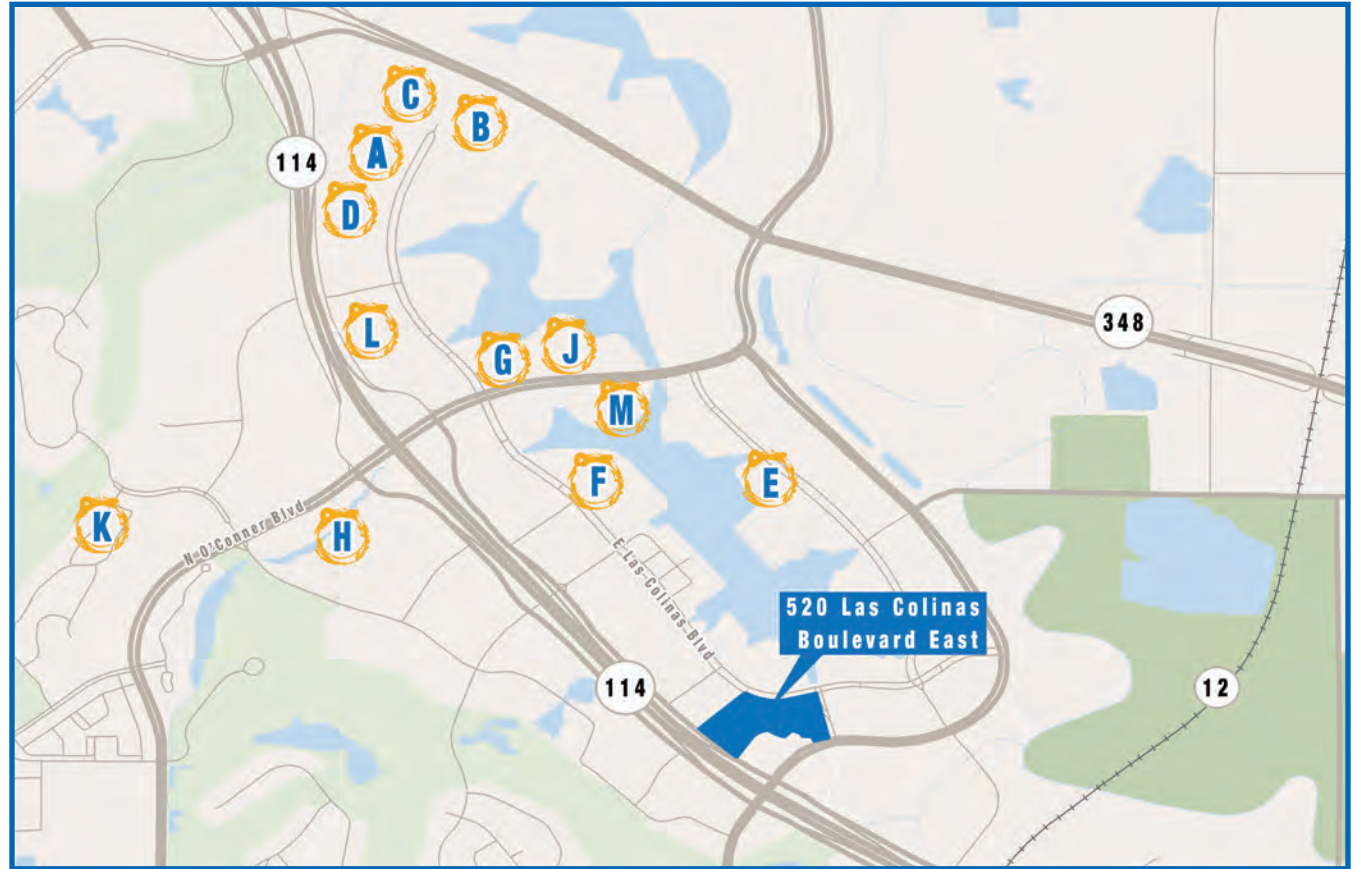 C
B
A
114
D
348
L
G
J
M
F
E
K
N O'Conner Blvd
H
E Las Colinas Blvd
520 Las Colinas
Boulevard East
114
12